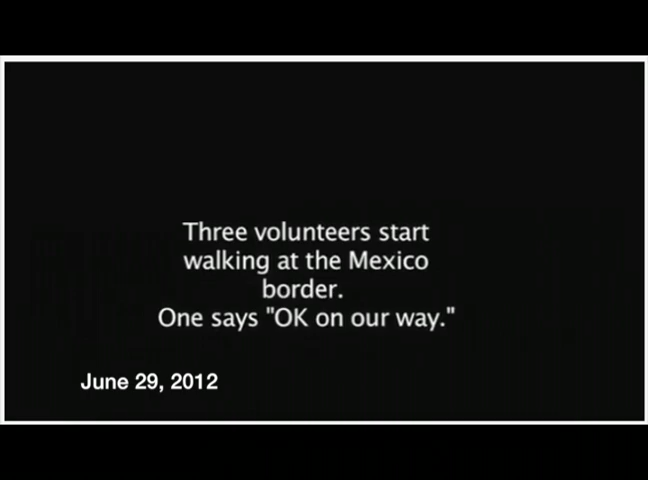 Three volunteers start
walking at the Mexico
border.
One says "OK on our way."
June 29, 2012